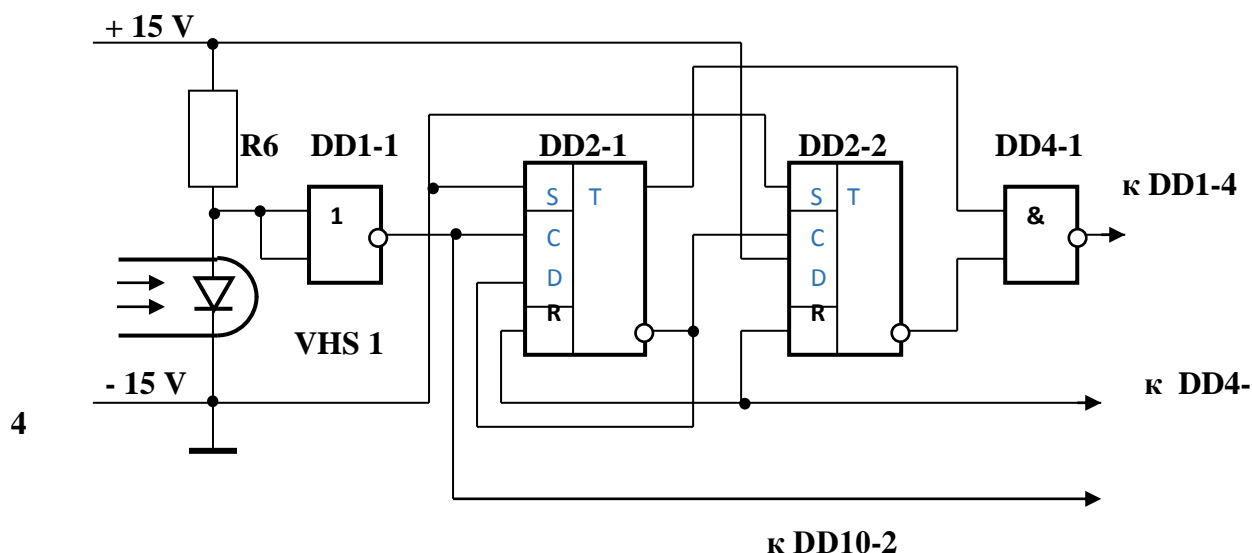 + 15 V
R6 DD1-1 DD2-1 DD2-2 DD4-1
к DD1-4
1 S T S T &
C C
D D
R R
VHS 1
- 15 V к DD4-
4
к DD10-2